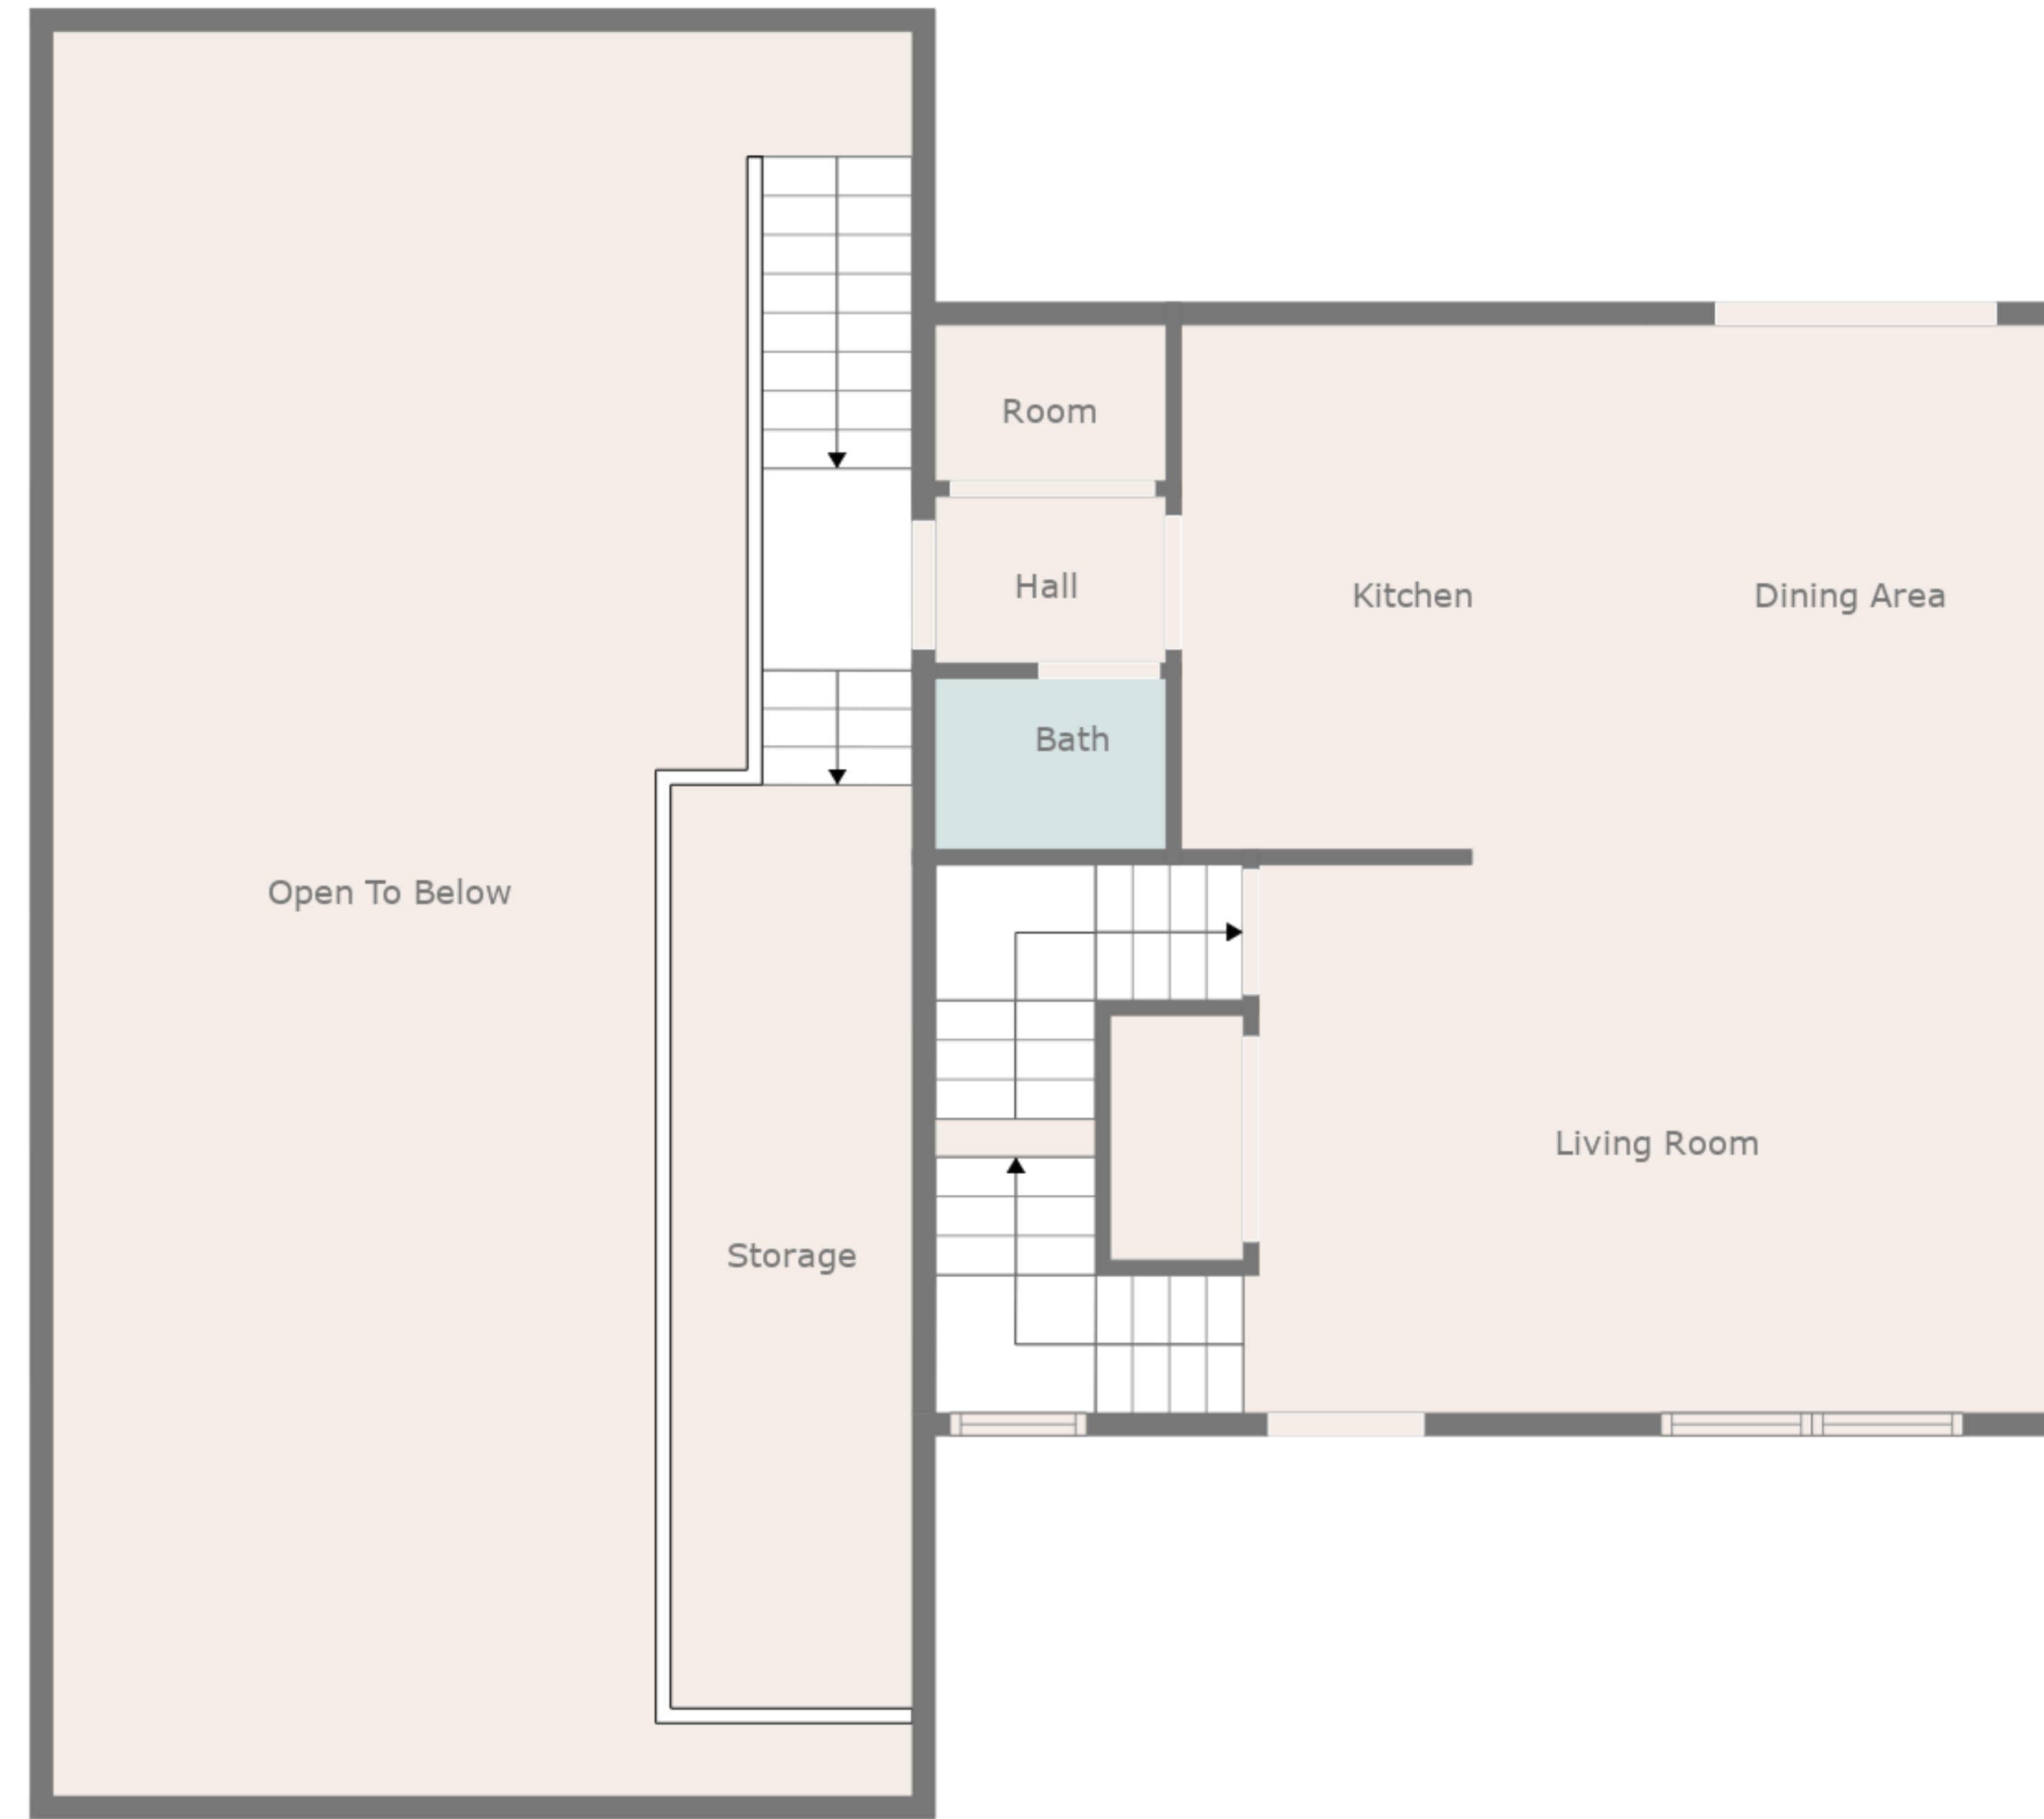 Room
Hall
Kitchen
Dining Area
Bath
Open To Below
Living Room
Storage